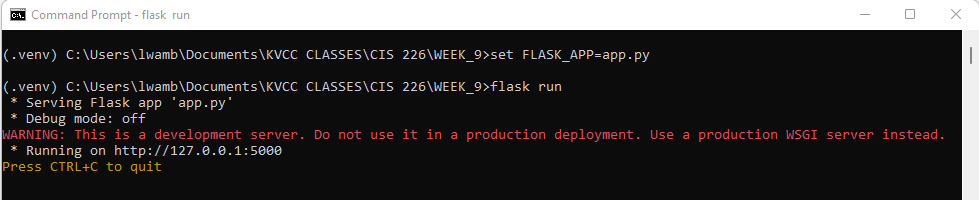 Command Prompt - flask run
(.venv) C:\Users\lwamb\Documents\KVCC CLASSES\CIS 226\WEEK_9>set FLASK_APP=app.py
(.venv) C:\Users\lwamb\Documents\KVCC CLASSES\CIS 226\WEEK_9>flask run
 * Serving Flask app 'app.py'
 * Debug mode: off
WARNING: This is a development server. Do not use it in a production deployment. Use a production WSGI server instead.
 * Running on http://127.0.0.1:5000
Press CTRL+C to quit